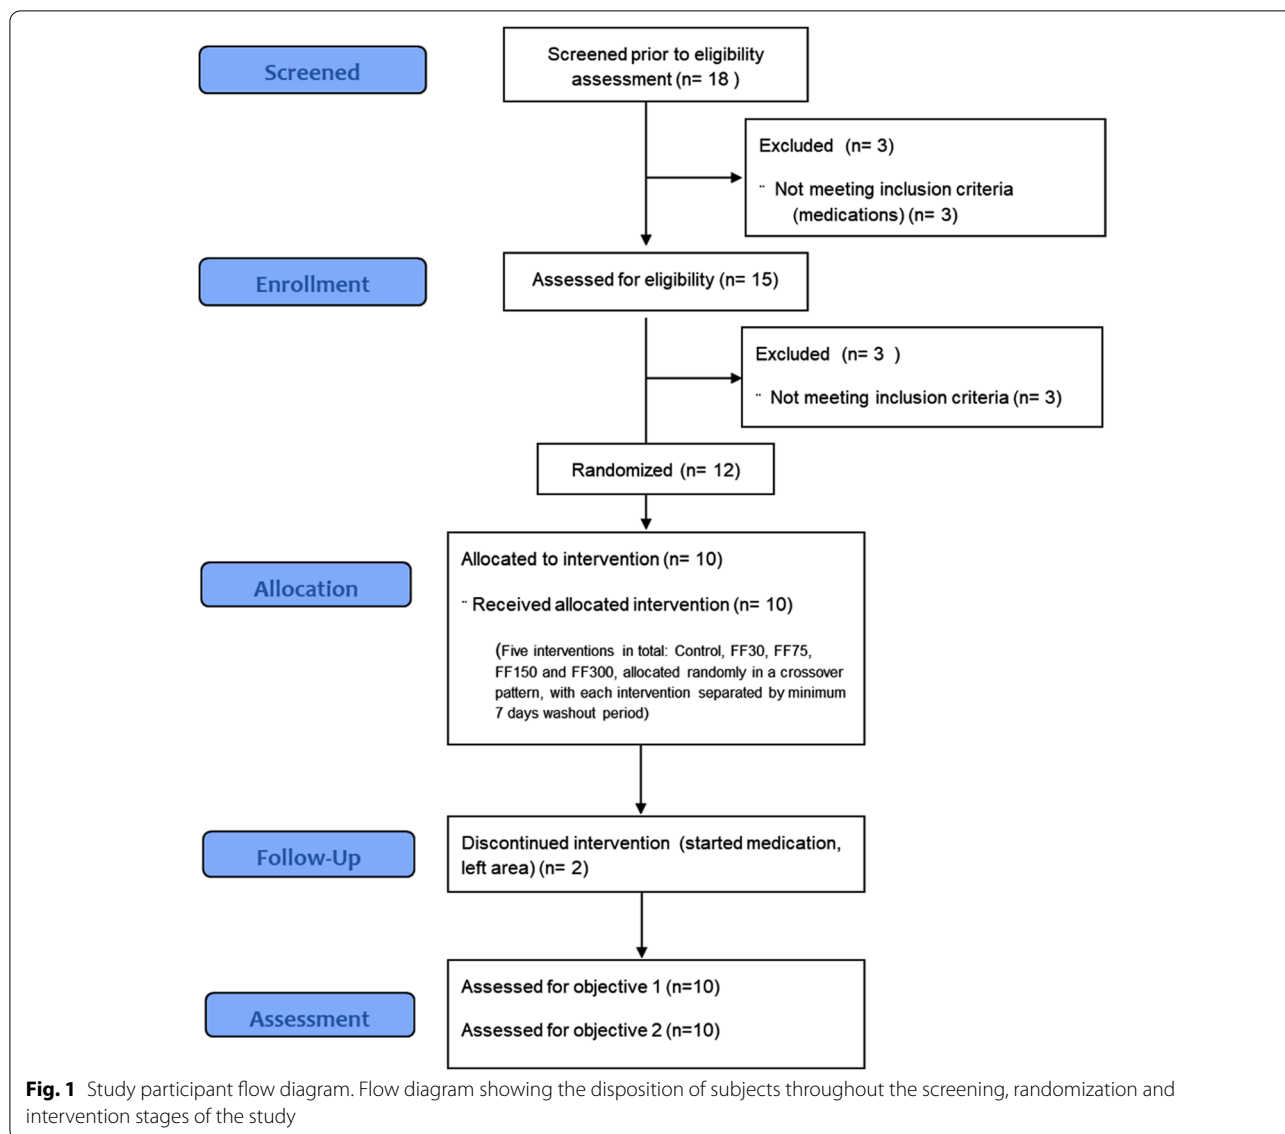 Screened
Screened prior to eligibility
assessment (n= 18 )
Excluded (n= 3)
¨ Not meeting inclusion criteria
(medications) (n= 3)
Enrollment
Assessed for eligibility (n= 15)
Excluded (n= 3 )
¨ Not meeting inclusion criteria (n= 3)
Randomized (n= 12)
Allocation
Allocated to intervention (n= 10)
¨ Received allocated intervention (n= 10)
(Five interventions in total: Control, FF30, FF75,
FF150 and FF300, allocated randomly in a crossover
pattern, with each intervention separated by minimum
7 days washout period)
Follow-Up
Discontinued intervention (started medication,
left area) (n= 2)
Assessment
Assessed for objective 1 (n=10)
Assessed for objective 2 (n=10)
Fig. 1 Study participant flow diagram. Flow diagram showing the disposition of subjects throughout the screening, randomization and
intervention stages of the study